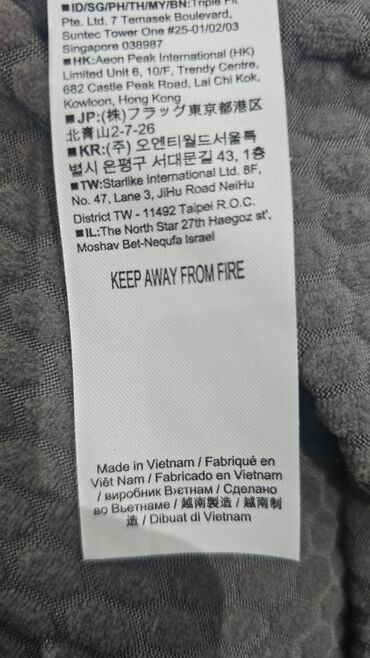 ■ID/SG/PH/TH/MY/BN:Triple Fit
Pte. Ltd. 7 Temasek Boulevard,
Suntec Tower One #25-01/02/03
Singapore 038987
■HK:Aeon Peak International (HK)
Limited Unit 6, 10/F, Trendy Centre,
682 Castle Peak Road, Lai Chi Kok,
Kowloon, Hong Kong
■JP:(株)フラッグ東京都港区
北青山2-7-26
■KR:(주) 오엔티월드서울특
별시 은평구 서대문길 43, 1층
■TW:Starlike International Ltd. 8F,
No. 47, Lane 3, JiHu Road NeiHu
District TW - 11492 Taipei R.O.C.
■IL:The North Star 27th Haegoz st',
Moshav Bet-Nequfa Israel
KEEP AWAY FROM FIRE
Made in Vietnam / Fabriqué en
Viêt Nam / Fabricado en Vietnam
/ виробник Вʼєтнам / Сделано
во Вьетнаме / 越南製造 / 越南制
造 / Dibuat di Vietnam